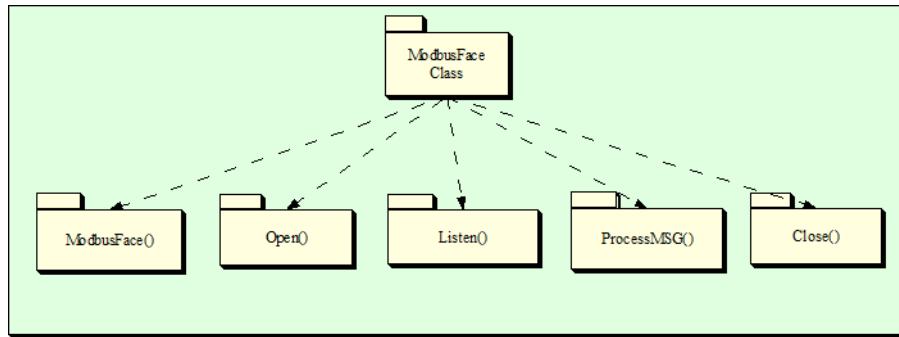 ModbusFace
Class
ModbusFace()
Open()
Listen()
ProcessMSG()
Close()